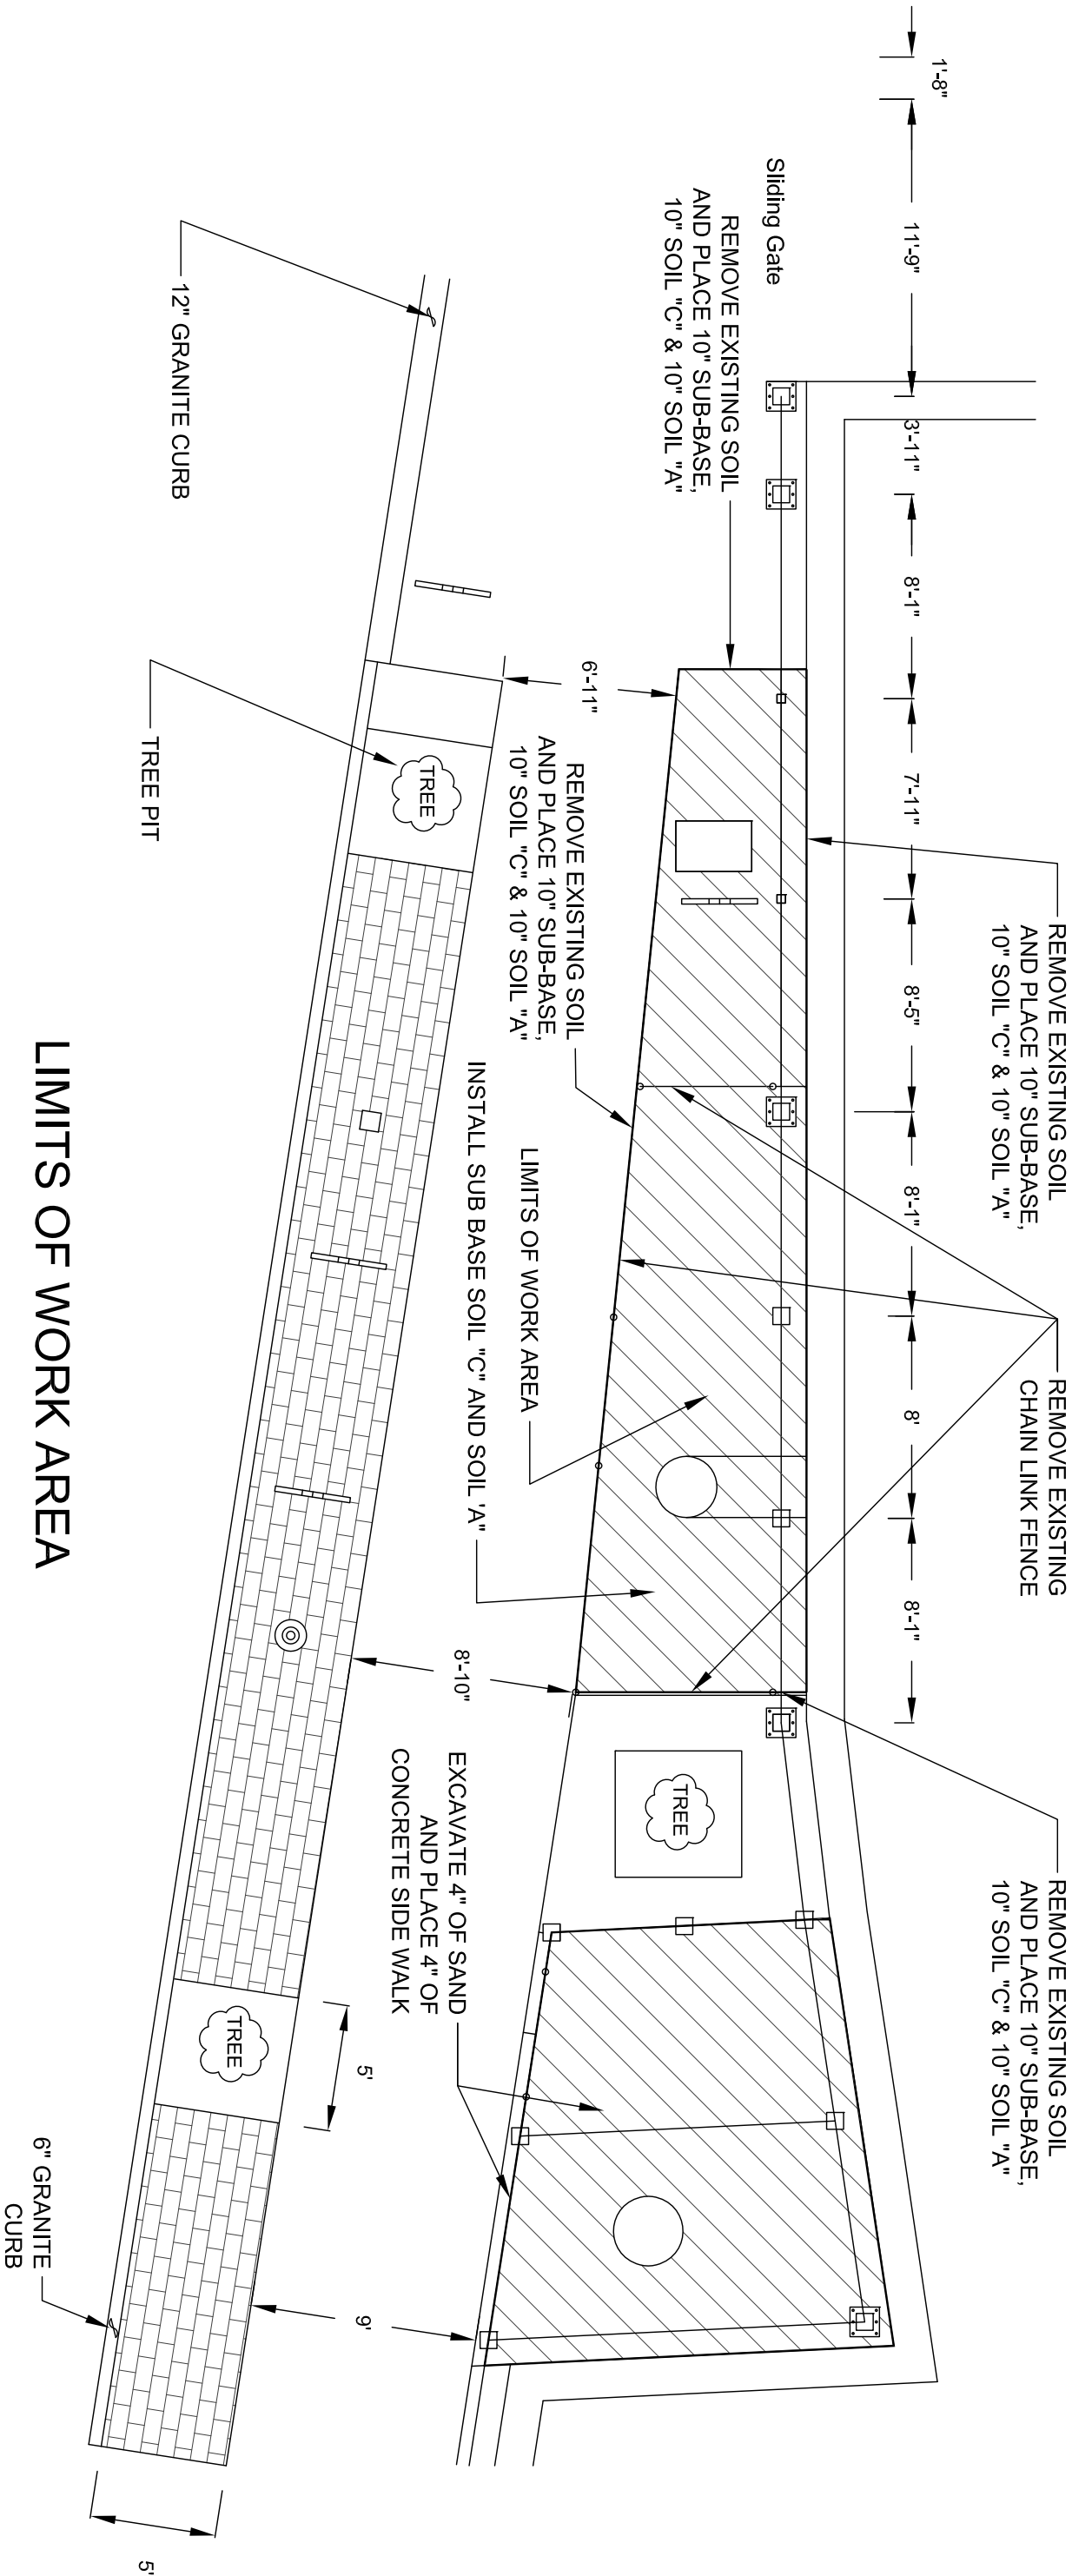 1'-8"
11'-9"
3'-11"
8'-1"
7'-11"
8'-5"
8'-1"
8'
8'-1"
REMOVE EXISTING SOIL
AND PLACE 10" SUB-BASE,
10" SOIL "C" & 10" SOIL "A"
REMOVE EXISTING
CHAIN LINK FENCE
REMOVE EXISTING SOIL
AND PLACE 10" SUB-BASE,
10" SOIL "C" & 10" SOIL "A"
Sliding Gate
REMOVE EXISTING SOIL
AND PLACE 10" SUB-BASE,
10" SOIL "C" & 10" SOIL "A"
6'-11"
REMOVE EXISTING SOIL
AND PLACE 10" SUB-BASE,
10" SOIL "C" & 10" SOIL "A"
LIMITS OF WORK AREA
INSTALL SUB BASE SOIL "C" AND SOIL 'A"
8'-10"
TREE
EXCAVATE 4" OF SAND
AND PLACE 4" OF
CONCRETE SIDE WALK
12" GRANITE CURB
TREE
TREE PIT
TREE
5'
9'
6" GRANITE
CURB
5'
LIMITS OF WORK AREA